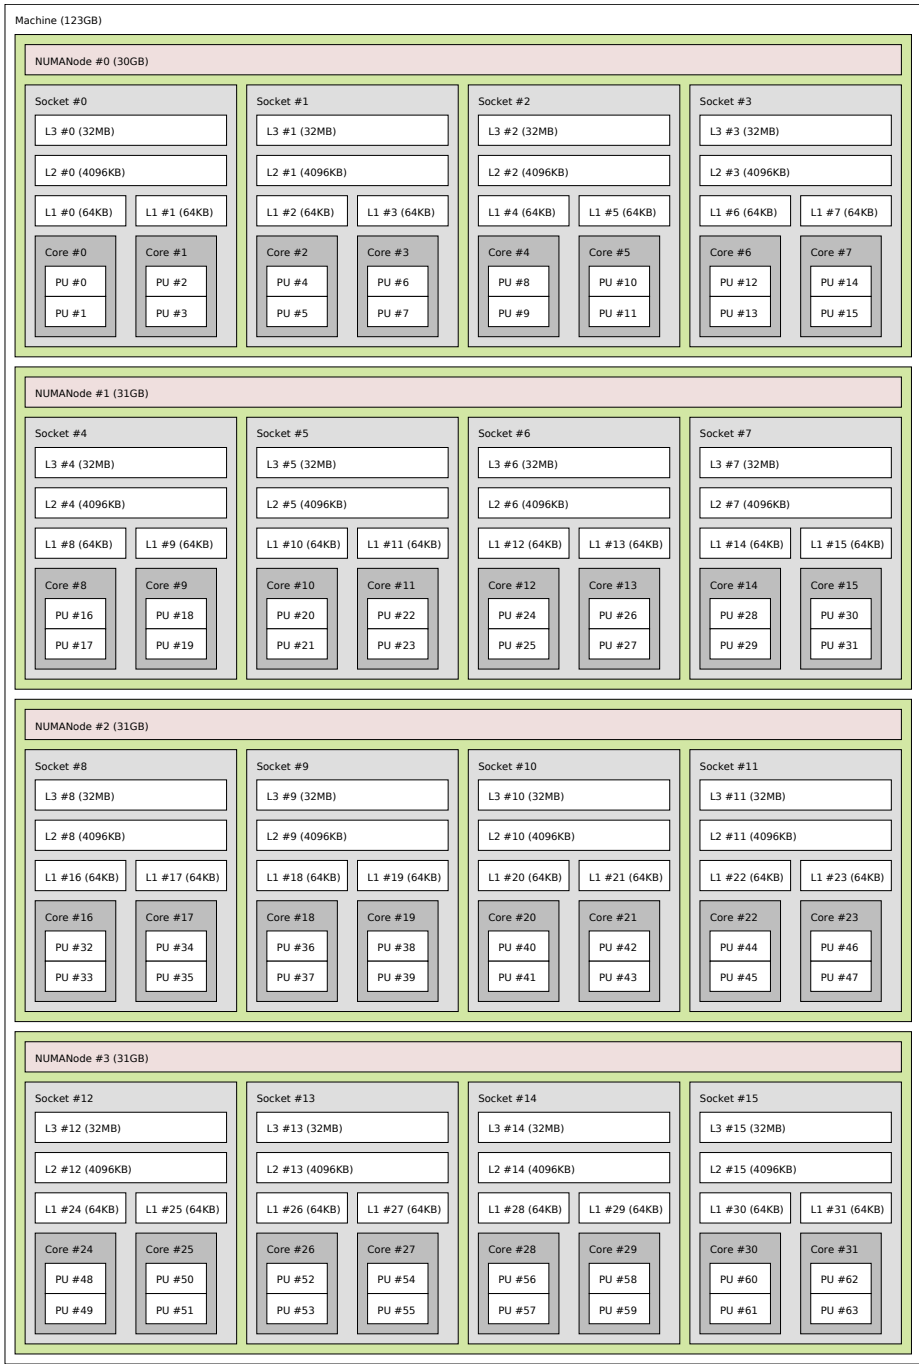 Machine (123GB)
NUMANode #0 (30GB)
Socket #0 Socket #1 Socket #2 Socket #3
L3 #0 (32MB) L3 #1 (32MB) L3 #2 (32MB) L3 #3 (32MB)
L2 #0 (4096KB) L2 #1 (4096KB) L2 #2 (4096KB) L2 #3 (4096KB)
L1 #0 (64KB) L1 #1 (64KB) L1 #2 (64KB) L1 #3 (64KB) L1 #4 (64KB) L1 #5 (64KB) L1 #6 (64KB) L1 #7 (64KB)
Core #0 Core #1 Core #2 Core #3 Core #4 Core #5 Core #6 Core #7
PU #0 PU #2 PU #4 PU #6 PU #8 PU #10 PU #12 PU #14
PU #1 PU #3 PU #5 PU #7 PU #9 PU #11 PU #13 PU #15
NUMANode #1 (31GB)
Socket #4 Socket #5 Socket #6 Socket #7
L3 #4 (32MB) L3 #5 (32MB) L3 #6 (32MB) L3 #7 (32MB)
L2 #4 (4096KB) L2 #5 (4096KB) L2 #6 (4096KB) L2 #7 (4096KB)
L1 #8 (64KB) L1 #9 (64KB) L1 #10 (64KB) L1 #11 (64KB) L1 #12 (64KB) L1 #13 (64KB) L1 #14 (64KB) L1 #15 (64KB)
Core #8 Core #9 Core #10 Core #11 Core #12 Core #13 Core #14 Core #15
PU #16 PU #18 PU #20 PU #22 PU #24 PU #26 PU #28 PU #30
PU #17 PU #19 PU #21 PU #23 PU #25 PU #27 PU #29 PU #31
NUMANode #2 (31GB)
Socket #8 Socket #9 Socket #10 Socket #11
L3 #8 (32MB) L3 #9 (32MB) L3 #10 (32MB) L3 #11 (32MB)
L2 #8 (4096KB) L2 #9 (4096KB) L2 #10 (4096KB) L2 #11 (4096KB)
L1 #16 (64KB) L1 #17 (64KB) L1 #18 (64KB) L1 #19 (64KB) L1 #20 (64KB) L1 #21 (64KB) L1 #22 (64KB) L1 #23 (64KB)
Core #16 Core #17 Core #18 Core #19 Core #20 Core #21 Core #22 Core #23
PU #32 PU #34 PU #36 PU #38 PU #40 PU #42 PU #44 PU #46
PU #33 PU #35 PU #37 PU #39 PU #41 PU #43 PU #45 PU #47
NUMANode #3 (31GB)
Socket #12 Socket #13 Socket #14 Socket #15
L3 #12 (32MB) L3 #13 (32MB) L3 #14 (32MB) L3 #15 (32MB)
L2 #12 (4096KB) L2 #13 (4096KB) L2 #14 (4096KB) L2 #15 (4096KB)
L1 #24 (64KB) L1 #25 (64KB) L1 #26 (64KB) L1 #27 (64KB) L1 #28 (64KB) L1 #29 (64KB) L1 #30 (64KB) L1 #31 (64KB)
Core #24 Core #25 Core #26 Core #27 Core #28 Core #29 Core #30 Core #31
PU #48 PU #50 PU #52 PU #54 PU #56 PU #58 PU #60 PU #62
PU #49 PU #51 PU #53 PU #55 PU #57 PU #59 PU #61 PU #63